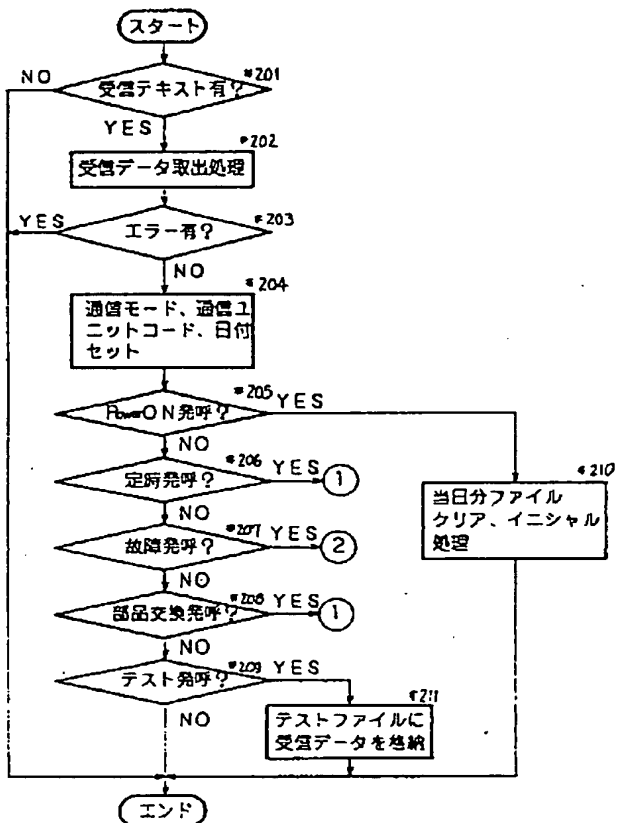 スタート
#201
NO
受信テキスト有?
YES
#202
受信データ取出処理
#203
YES
エラー有?
NO
#204
通信モード、通信ユ
ニットコード、日付
セット
#205
PowerON発呼?
YES
NO
#206
定時発呼?
YES
1
#210
当日分ファイル
クリア、イニシャル
処理
NO
#207
故障発呼?
YES
2
NO
#208
部品交換発呼?
YES
1
NO
#209
テスト発呼?
YES
NO
#211
テストファイルに
受信データを格納
エンド